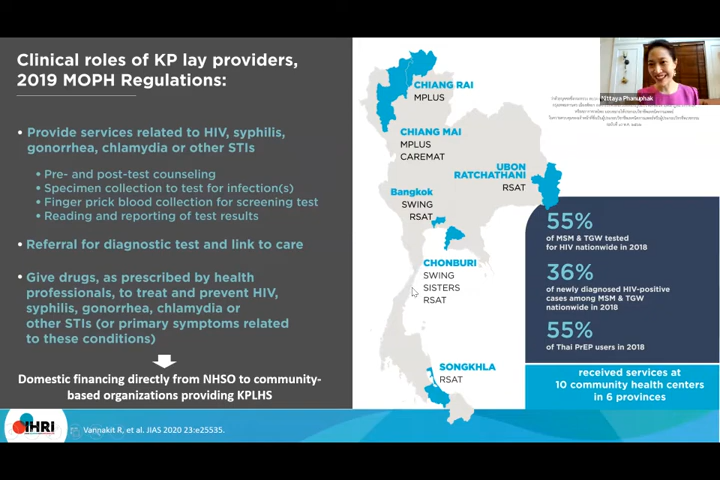 Clinical roles of KP lay providers,
2019 MOPH Regulations:
• Provide services related to HIV, syphilis,
gonorrhea, chlamydia or other STIs
• Pre- and post-test counseling
• Specimen collection to test for infection(s)
• Finger prick blood collection for screening test
• Reading and reporting of test results
• Referral for diagnostic test and link to care
• Give drugs, as prescribed by health
professionals, to treat and prevent HIV,
syphilis, gonorrhea, chlamydia or
other STIs (or primary symptoms related
to these conditions)
Domestic financing directly from NHSO to community-
based organizations providing KPLHS
IHRI
Vannakit R, et al. JIAS 2020 23:e25535.
CHIANG RAI
MPLUS
CHIANG MAI
MPLUS
CAREMAT
UBON
RATCHATHANI
RSAT
Bangkok
SWING
RSAT
CHONBURI
SWING
SISTERS
RSAT
SONGKHLA
RSAT
Phanuphak
55%
of MSM & TGW tested
for HIV nationwide in 2018
36%
of newly diagnosed HIV-positive
cases among MSM & TGW
nationwide in 2018
55%
of Thai PrEP users in 2018
received services at
10 community health centers
in 6 provinces